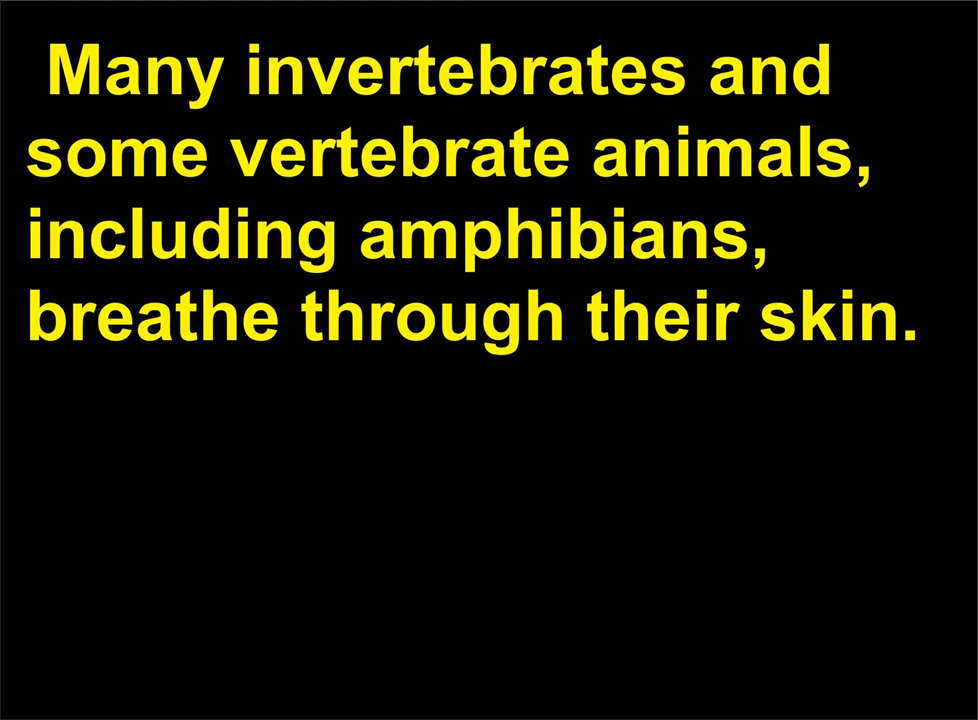 Many invertebrates and
some vertebrate animals,
including amphibians,
breathe through their skin.